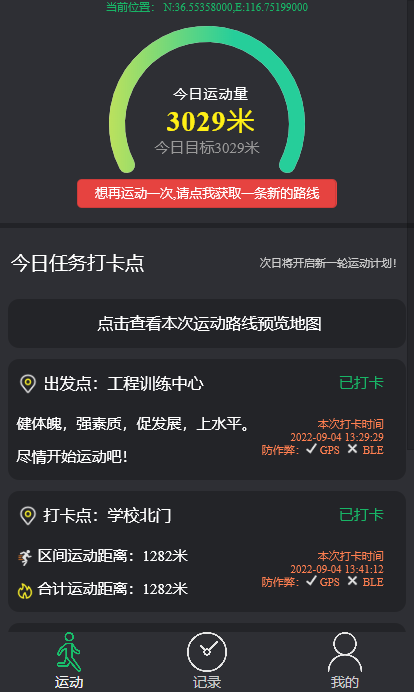 当前位置： N:36.55358000,E:116.75199000
今日运动量
3029米
今日目标3029米
想再运动一次,请点我获取一条新的路线
今日任务打卡点
次日将开启新一轮运动计划!
点击查看本次运动路线预览地图
出发点：工程训练中心
已打卡
健体魄，强素质，促发展，上水平。
尽情开始运动吧！
本次打卡时间
2022-09-04 13:29:29
防作弊：✔ GPS ✖ BLE
打卡点：学校北门
已打卡
区间运动距离：1282米
合计运动距离：1282米
本次打卡时间
2022-09-04 13:41:12
防作弊：✔ GPS ✖ BLE
运动
记录
我的